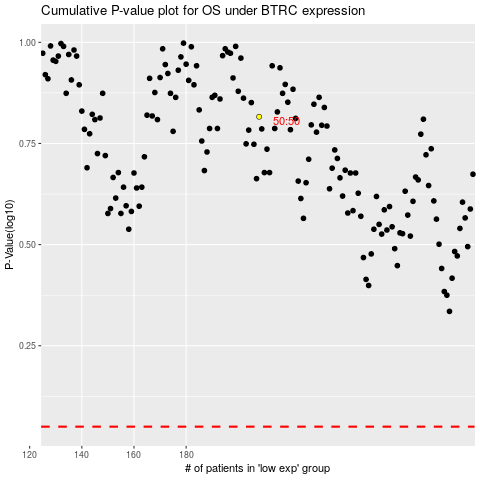 Cumulative P-value plot for OS under BTRC expression
1.00
0.75
0.50
0.25
P-Value(log10)
50:50
120 140 160 180
# of patients in 'low exp' group